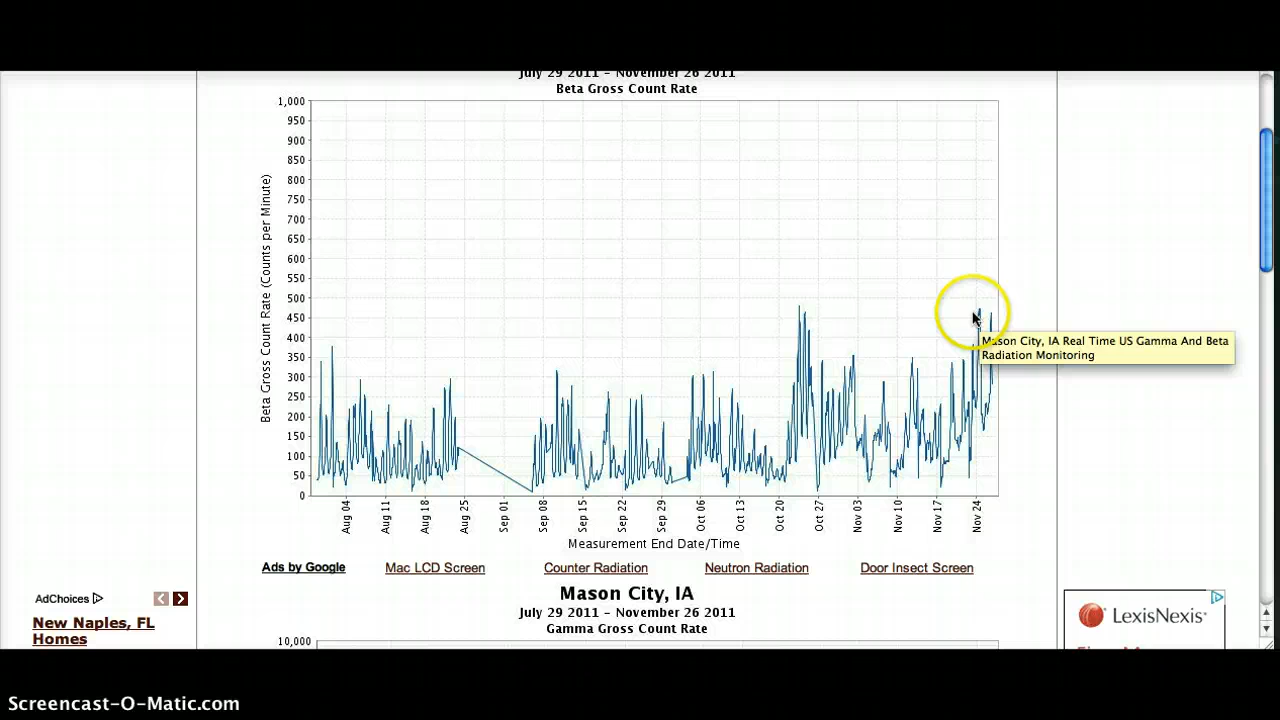 July 29 2011 – November 26 2011
Beta Gross Count Rate
1,000
950
900
850
800
750
700
650
600
550
500
450
400
350
300
250
200
150
100
50
0
Beta Gross Count Rate (Counts per Minute)
Mason City, IA Real Time US Gamma And Beta
Radiation Monitoring
Aug 04
Aug 11
Aug 18
Aug 25
Sep 01
Sep 08
Sep 15
Sep 22
Sep 29
Oct 06
Oct 13
Oct 20
Oct 27
Nov 03
Nov 10
Nov 17
Nov 24
Measurement End Date/Time
Ads by Google Mac LCD Screen Counter Radiation Neutron Radiation Door Insect Screen
Mason City, IA
July 29 2011 – November 26 2011
Gamma Gross Count Rate
10,000
AdChoices
New Naples, FL
Homes
LexisNexis®
Screencast-O-Matic.com